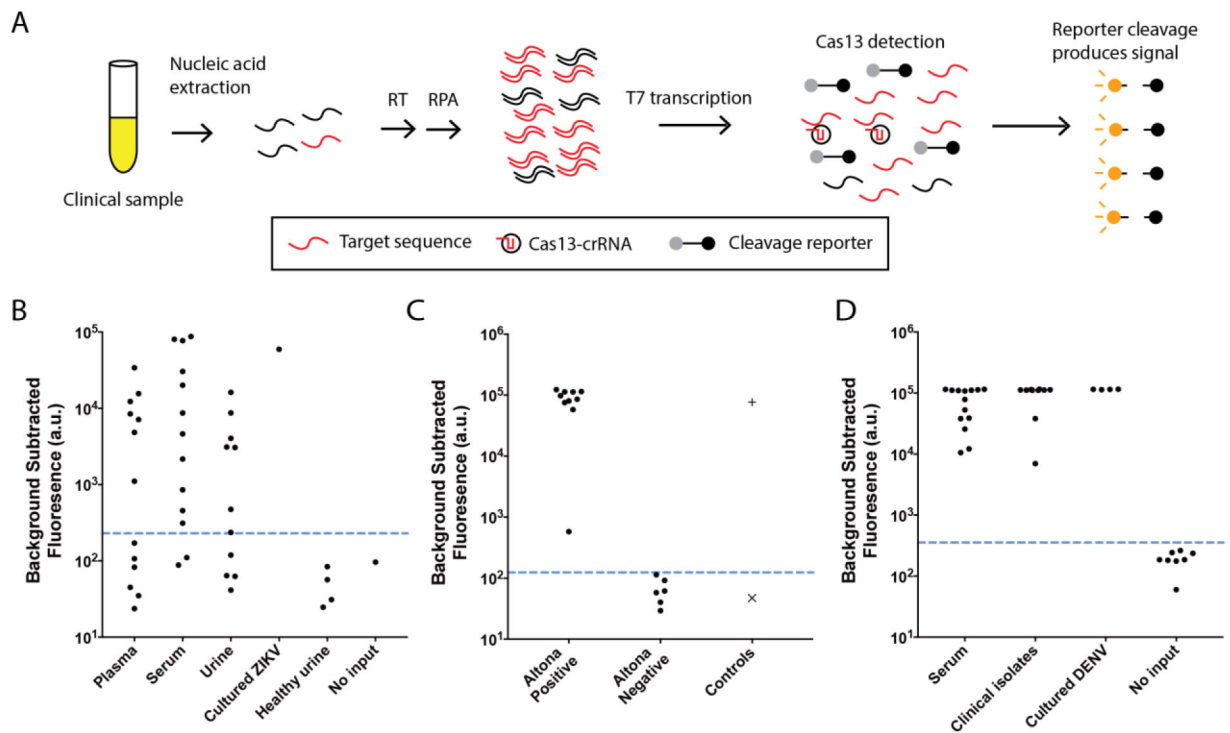 A
Clinical sample
Nucleic acid
extraction
RT
RPA
T7 transcription
Cas13 detection
Reporter cleavage
produces signal
Target sequence
Cas13-crRNA
Cleavage reporter
B
Background Subtracted
Fluoresence (a.u.)
10^5
10^4
10^3
10^2
10^1
Plasma
Serum
Urine
Cultured ZIKV
Healthy urine
No input
C
Background Subtracted
Fluoresence (a.u.)
10^6
10^5
10^4
10^3
10^2
10^1
Altona
Positive
Altona
Negative
Controls
D
Background Subtracted
Fluoresence (a.u.)
10^6
10^5
10^4
10^3
10^2
10^1
Serum
Clinical isolates
Cultured DENV
No input